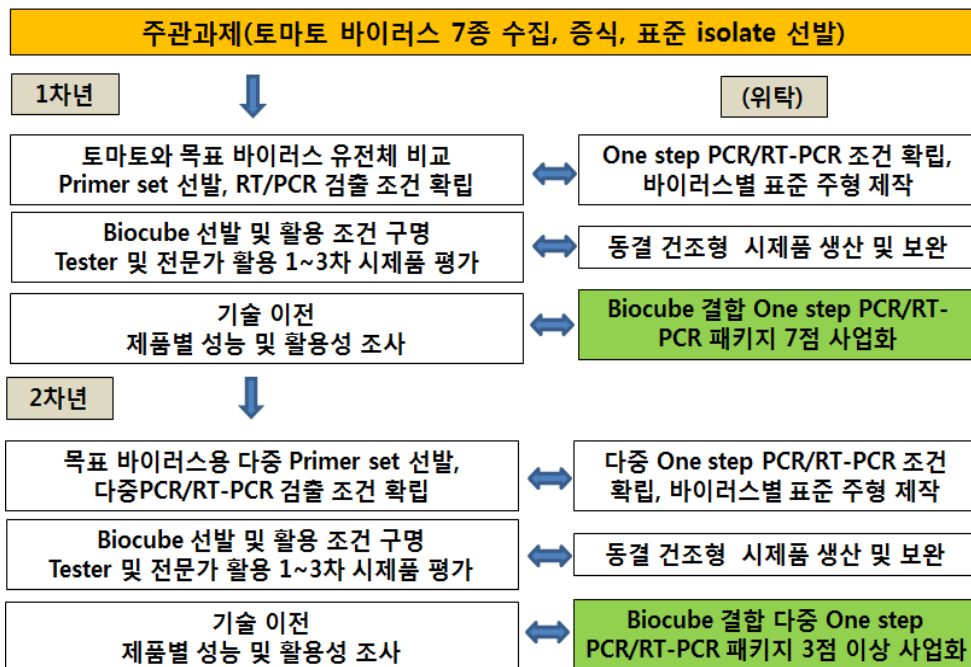 주관과제(토마토 바이러스 7종 수집, 증식, 표준 isolate 선발)
1차년
(위탁)
토마토와 목표 바이러스 유전체 비교
Primer set 선발, RT/PCR 검출 조건 확립
One step PCR/RT-PCR 조건 확립,
바이러스별 표준 주형 제작
Biocube 선발 및 활용 조건 구명
Tester 및 전문가 활용 1~3차 시제품 평가
동결 건조형 시제품 생산 및 보완
기술 이전
제품별 성능 및 활용성 조사
Biocube 결합 One step PCR/RT-
PCR 패키지 7점 사업화
2차년
목표 바이러스용 다중 Primer set 선발,
다중PCR/RT-PCR 검출 조건 확립
다중 One step PCR/RT-PCR 조건
확립, 바이러스별 표준 주형 제작
Biocube 선발 및 활용 조건 구명
Tester 및 전문가 활용 1~3차 시제품 평가
동결 건조형 시제품 생산 및 보완
기술 이전
제품별 성능 및 활용성 조사
Biocube 결합 다중 One step
PCR/RT-PCR 패키지 3점 이상 사업화